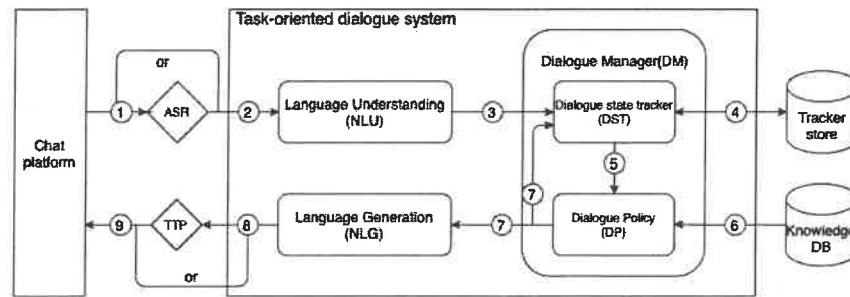 Task-oriented dialogue system
or
Dialogue Manager(DM)
1
ASR
2
Language Understanding
(NLU)
3
Dialogue state tracker
(DST)
4
Tracker
store
Chat
platform
5
7
9
TTP
8
Language Generation
(NLG)
7
Dialogue Policy
(DP)
6
Knowledge
DB
or